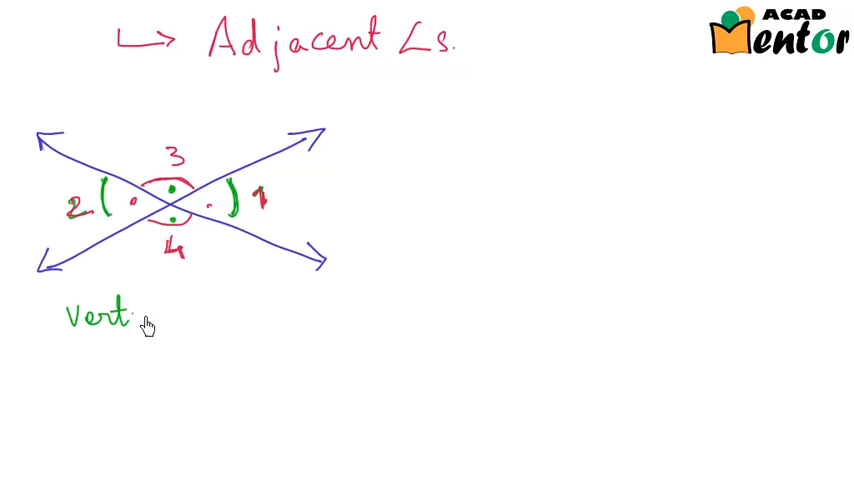 ↳ Adjacent ∠s.
ACAD
Mentor
3
2
1
4
Vert